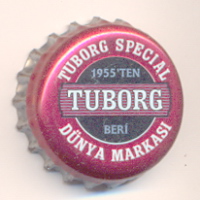 TUBORG SPECIAL
1955'TEN
TUBORG
BERİ
DÜNYA MARKASI